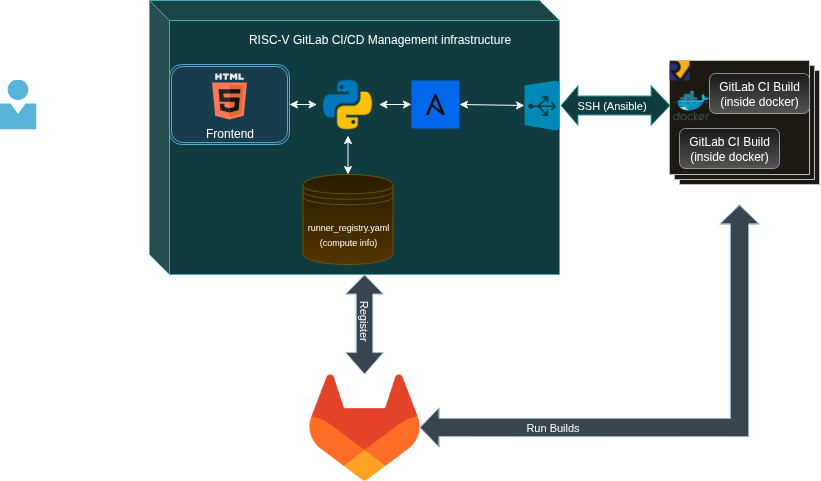 RISC-V GitLab CI/CD Management infrastructure
HTML
Frontend
runner_registry.yaml
(compute info)
SSH (Ansible)
GitLab CI Build
(inside docker)
docker
GitLab CI Build
(inside docker)
Register
Run Builds